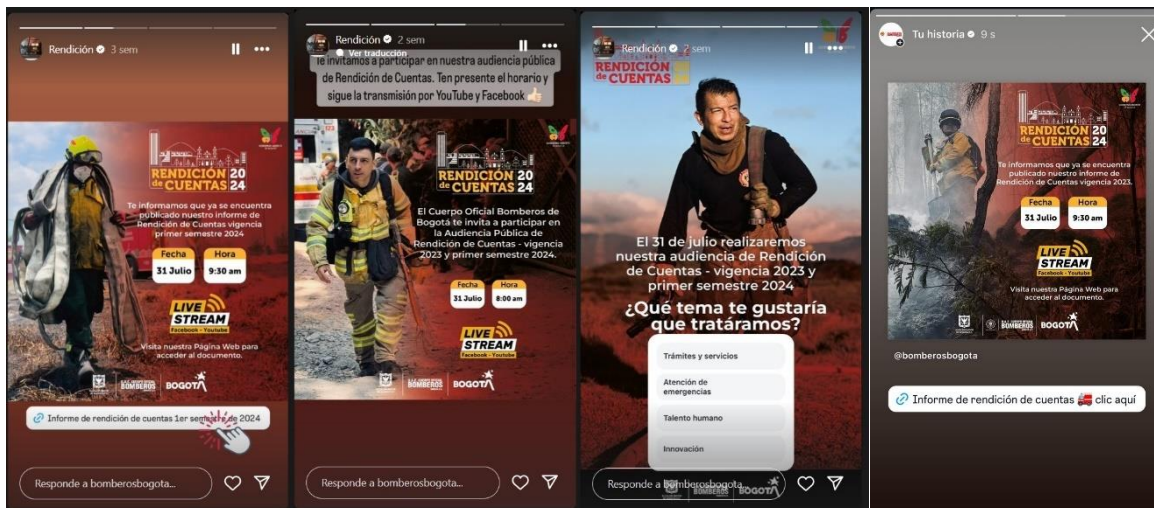 Rendición 3 sem
RENDICIÓN 20
de CUENTAS 24
Te informamos que ya se encuentra
publicado nuestro informe de
Rendición de Cuentas vigencia
primer semestre 2024
Fecha Hora
31 Julio 9:30 am
LIVE
STREAM
Facebook - Youtube
Visita nuestra Página Web para
acceder al documento.
BOMBEROS BOGOTÁ
Informe de rendición de cuentas 1er semestre de 2024
Responde a bomberosbogota...
Rendición 2 sem
Ver traducción
Te invitamos a participar en nuestra audiencia pública
de Rendición de Cuentas. Ten presente el horario y
sigue la transmisión por YouTube y Facebook 👍🏻
RENDICIÓN 20
de CUENTAS 24
El Cuerpo Oficial Bomberos de
Bogotá te invita a participar en
la Audiencia Pública de
Rendición de Cuentas - vigencia
2023 y primer semestre 2024.
Fecha Hora
31 Julio 8:00 am
LIVE
STREAM
Facebook - Youtube
BOMBEROS BOGOTÁ
Responde a bomberosbogota...
Rendición 2 sem
RENDICIÓN
de CUENTAS
El 31 de julio realizaremos
nuestra audiencia de Rendición
de Cuentas - vigencia 2023 y
primer semestre 2024
¿Qué tema te gustaría
que tratáramos?
Trámites y servicios
Atención de
emergencias
Talento humano
Innovación
Responde a bomberosbogota...
BOMBEROS BOGOTÁ
Tu historia 9 s
RENDICIÓN 20
de CUENTAS 24
Te informamos que ya se encuentra
publicado nuestro informe de
Rendición de Cuentas vigencia 2023.
Fecha Hora
31 Julio 9:30 am
LIVE
STREAM
Facebook - Youtube
Visita nuestra Página Web para
acceder al documento.
BOMBEROS BOGOTÁ
@bomberosbogota
Informe de rendición de cuentas 🚒 clic aquí